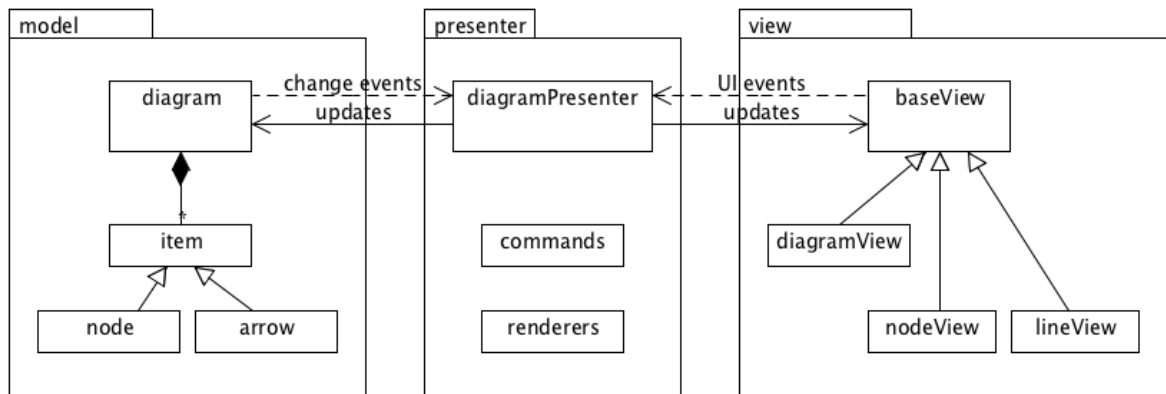 model
presenter
view
diagram
change events
updates
diagramPresenter
UI events
updates
baseView
*
item
commands
diagramView
node
arrow
renderers
nodeView
lineView